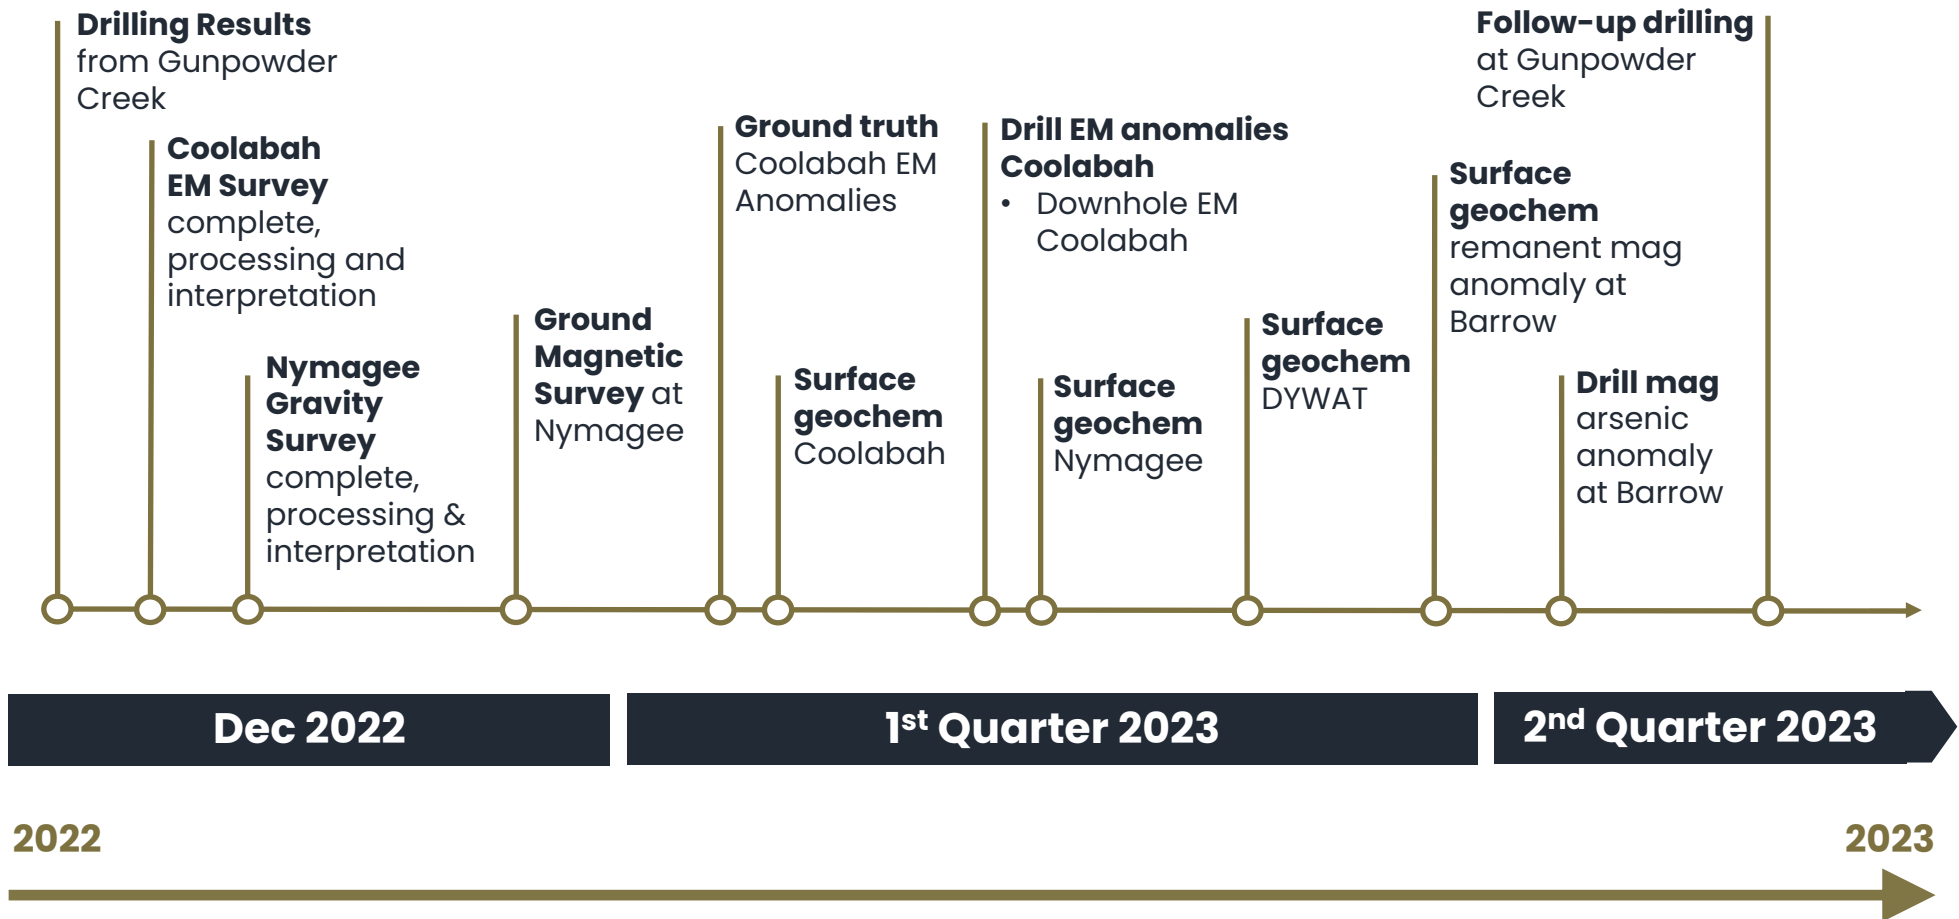 Drilling Results
from Gunpowder
Creek
Coolabah
EM Survey
complete,
processing and
interpretation
Nymagee
Gravity
Survey
complete,
processing &
interpretation
Ground
Magnetic
Survey at
Nymagee
Ground truth
Coolabah EM
Anomalies
Surface
geochem
Coolabah
Drill EM anomalies
Coolabah
• Downhole EM
Coolabah
Surface
geochem
Nymagee
Surface
geochem
DYWAT
Surface
geochem
remanent mag
anomaly at
Barrow
Drill mag
arsenic
anomaly
at Barrow
Follow-up drilling
at Gunpowder
Creek
Dec 2022
1st Quarter 2023
2nd Quarter 2023
2022
2023